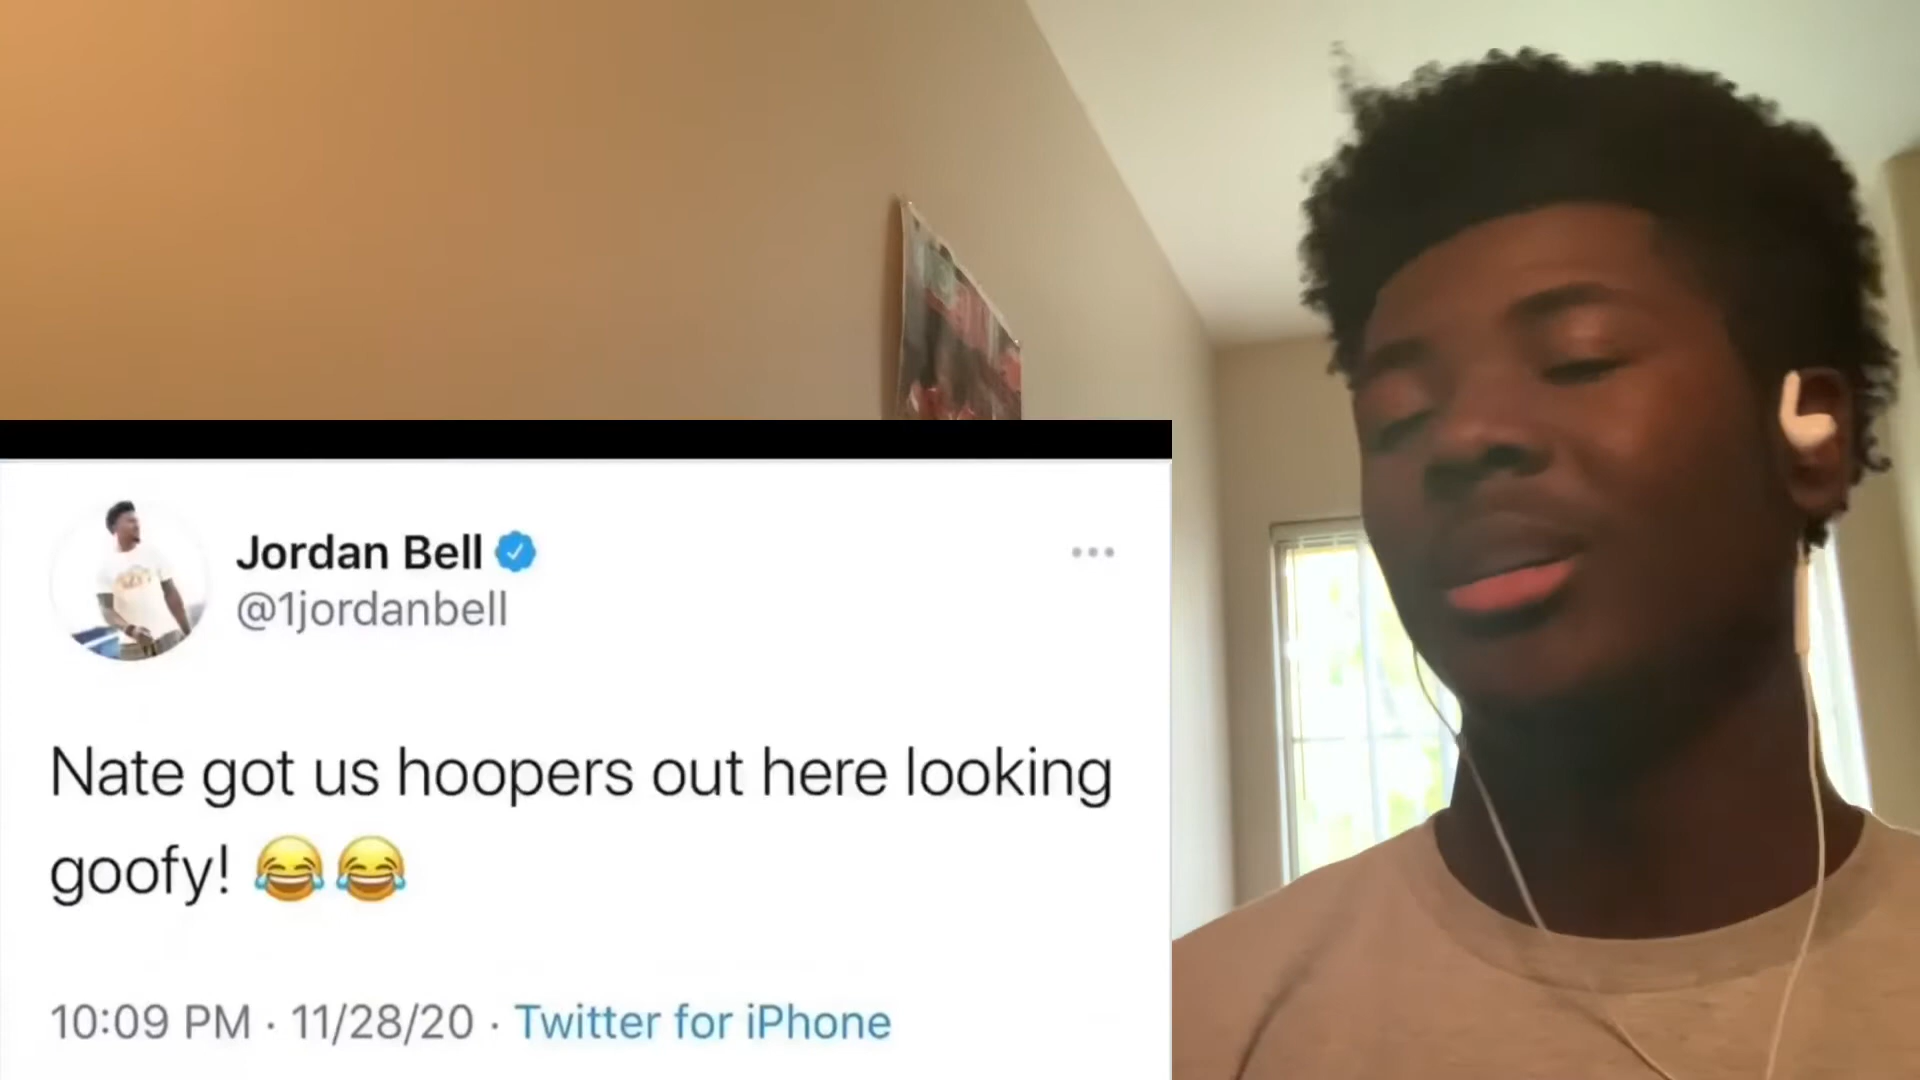 Jordan Bell
@1jordanbell
Nate got us hoopers out here looking
goofy! 😂😂
10:09 PM · 11/28/20 · Twitter for iPhone